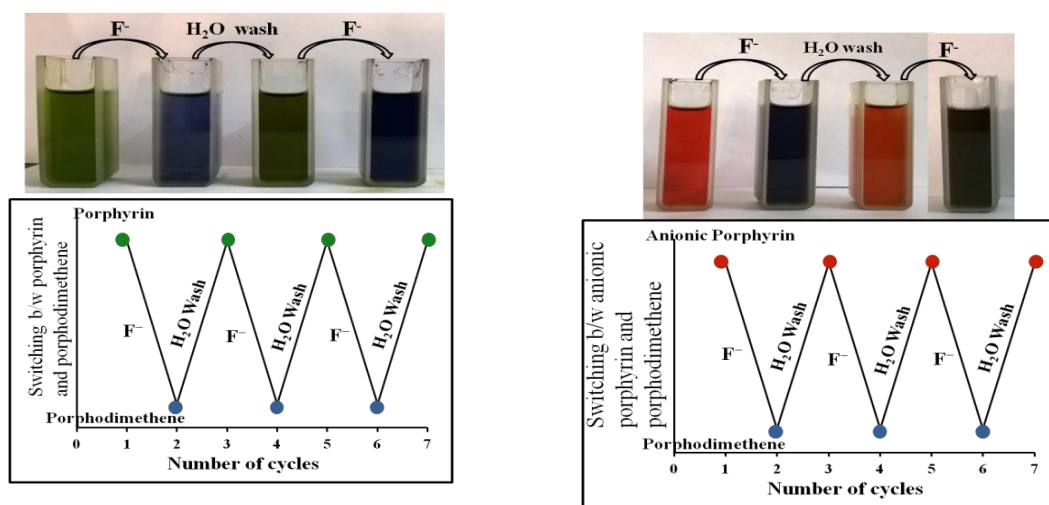 F⁻ H₂O wash F⁻
Porphyrin
Switching b/w porphyrin
and porphodimethene
F⁻ H₂O Wash F⁻ H₂O Wash F⁻ H₂O Wash
Porphodimethene
0 1 2 3 4 5 6 7
Number of cycles
F⁻ H₂O wash F⁻
Anionic Porphyrin
Switching b/w anionic
porphyrin and
porphodimethene
F⁻ H₂O Wash F⁻ H₂O Wash F⁻ H₂O Wash
Porphodimethene
0 1 2 3 4 5 6 7
Number of cycles